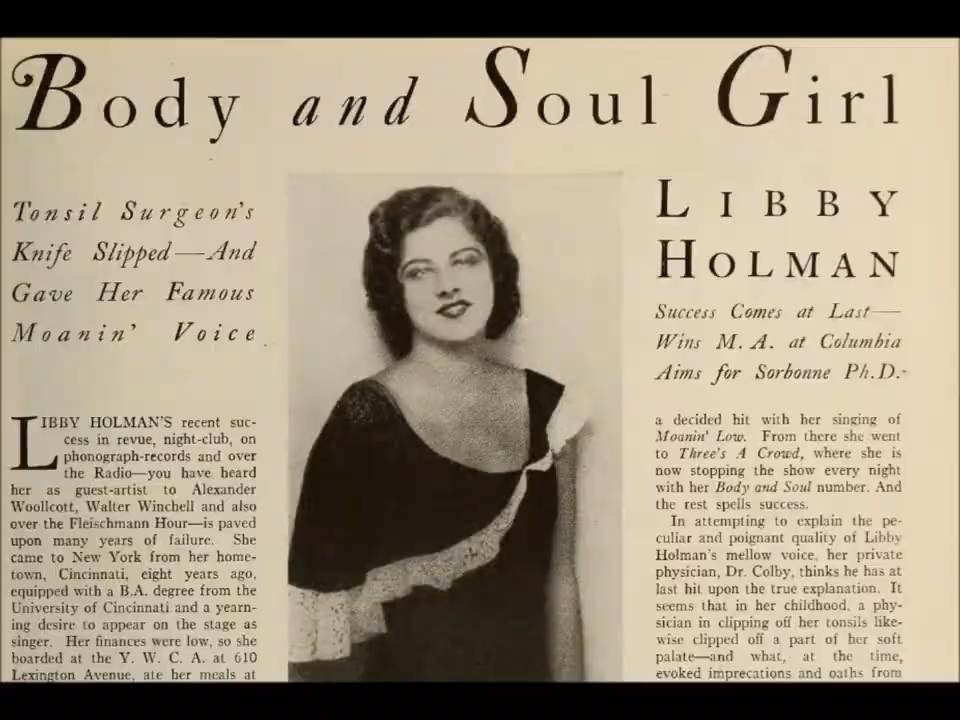 Body and Soul Girl
Tonsil Surgeon's
Knife Slipped—And
Gave Her Famous
Moanin' Voice
LIBBY HOLMAN'S recent suc-
cess in revue, night-club, on
phonograph-records and over
the Radio—you have heard
her as guest-artist to Alexander
Woollcott, Walter Winchell and also
over the Fleischmann Hour—is paved
upon many years of failure. She
came to New York from her home-
town, Cincinnati, eight years ago,
equipped with a B.A. degree from the
University of Cincinnati and a yearn-
ing desire to appear on the stage as
singer. Her finances were low, so she
boarded at the Y. W. C. A. at 610
Lexington Avenue, ate her meals at
LIBBY
HOLMAN
Success Comes at Last—
Wins M. A. at Columbia
Aims for Sorbonne Ph.D.-
a decided hit with her singing of
Moanin' Low. From there she went
to Three's A Crowd, where she is
now stopping the show every night
with her Body and Soul number. And
the rest spells success.
In attempting to explain the pe-
culiar and poignant quality of Libby
Holman's mellow voice, her private
physician, Dr. Colby, thinks he has at
last hit upon the true explanation. It
seems that in her childhood, a phy-
sician in clipping off her tonsils like-
wise clipped off a part of her soft
palate—and what, at the time,
evoked imprecations and oaths from